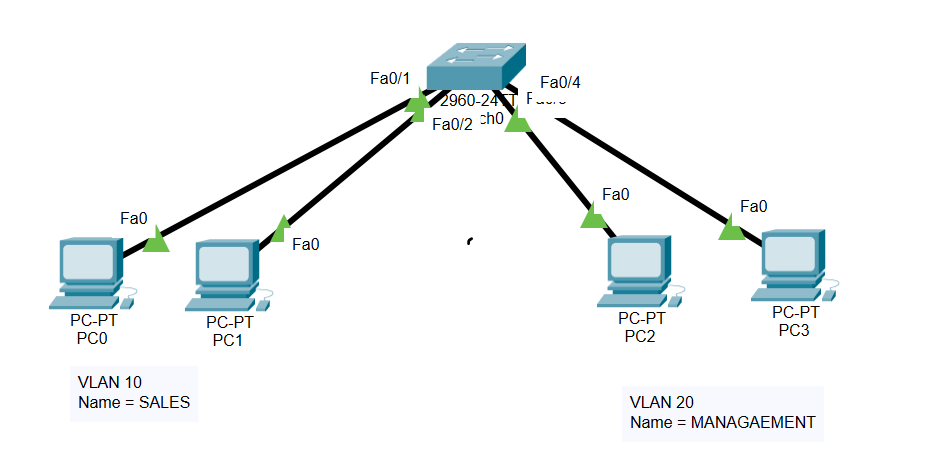 Fa0/1
Fa0/4
2960-24TT
Fa0/2
ch0
Fa0
Fa0
Fa0
Fa0
PC-PT
PC0
PC-PT
PC1
PC-PT
PC2
PC-PT
PC3
VLAN 10
Name = SALES
VLAN 20
Name = MANAGAEMENT